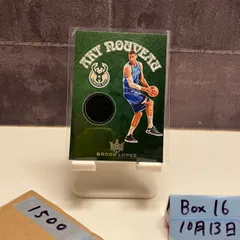 ART NOUVEAU
BROOK LOPEZ
1500
Box 16
10月13日